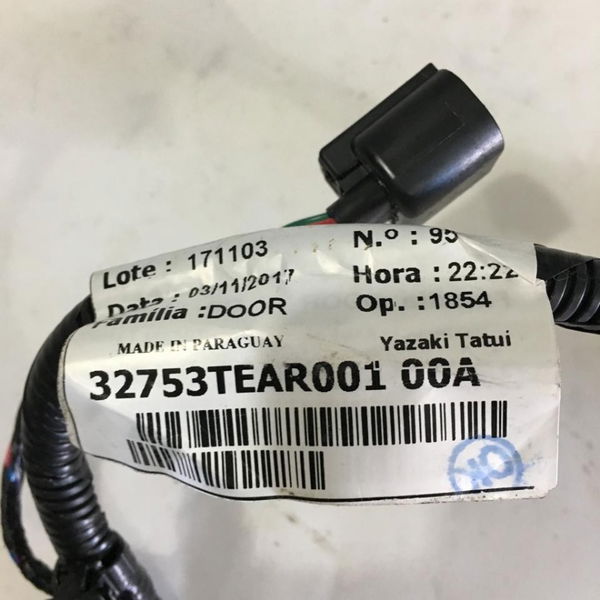 Lote : 171103 N.º : 95
Data : 03/11/2017 Hora : 22:22
Família :DOOR Op. :1854
MADE IN PARAGUAY Yazaki Tatui
32753TEAR001 00A